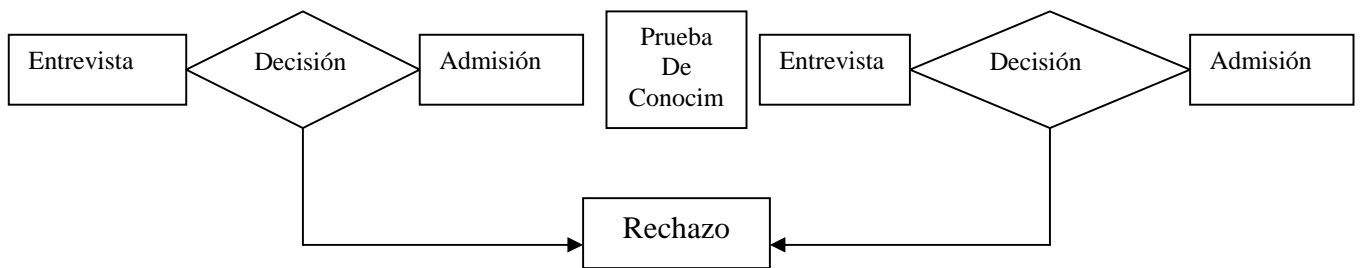 Entrevista
Decisión
Admisión
Prueba
De
Conocim
Entrevista
Decisión
Admisión
Rechazo